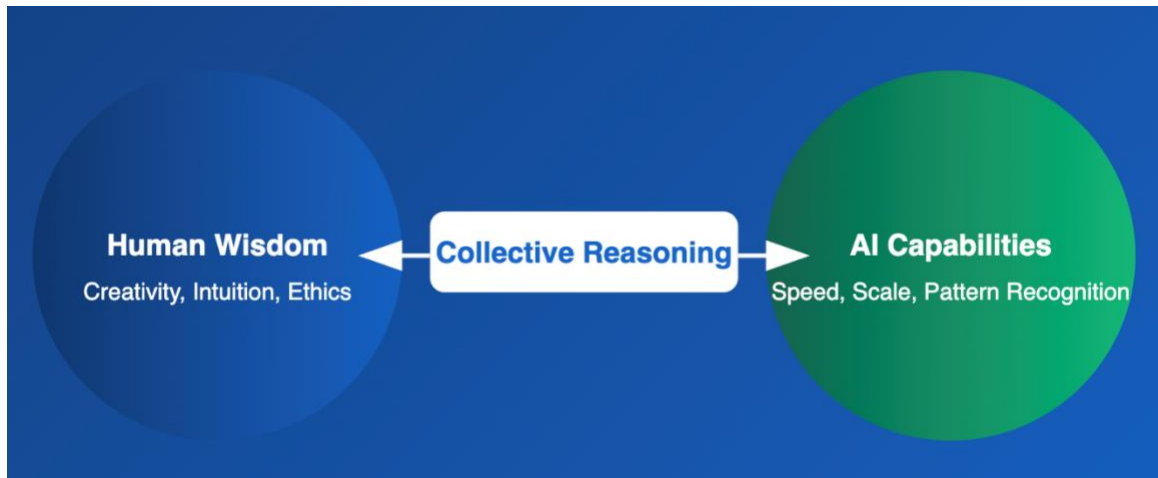 Human Wisdom
Creativity, Intuition, Ethics
Collective Reasoning
AI Capabilities
Speed, Scale, Pattern Recognition